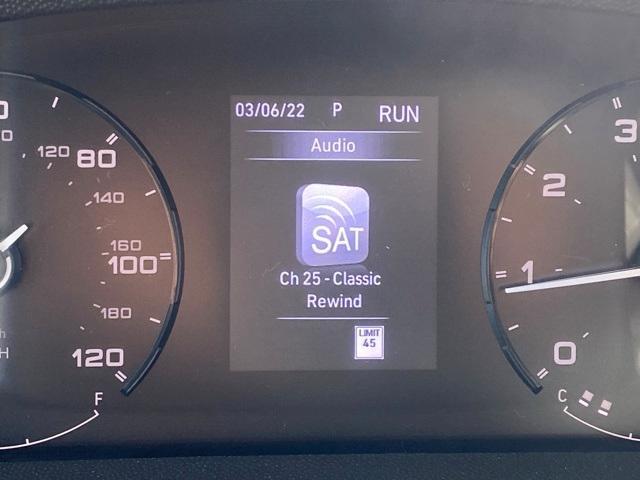 03/06/22 P RUN
Audio
SAT
Ch 25 - Classic
Rewind
LIMIT
45
120
80
140
160
100
180
120
H
F
3
2
1
0
C